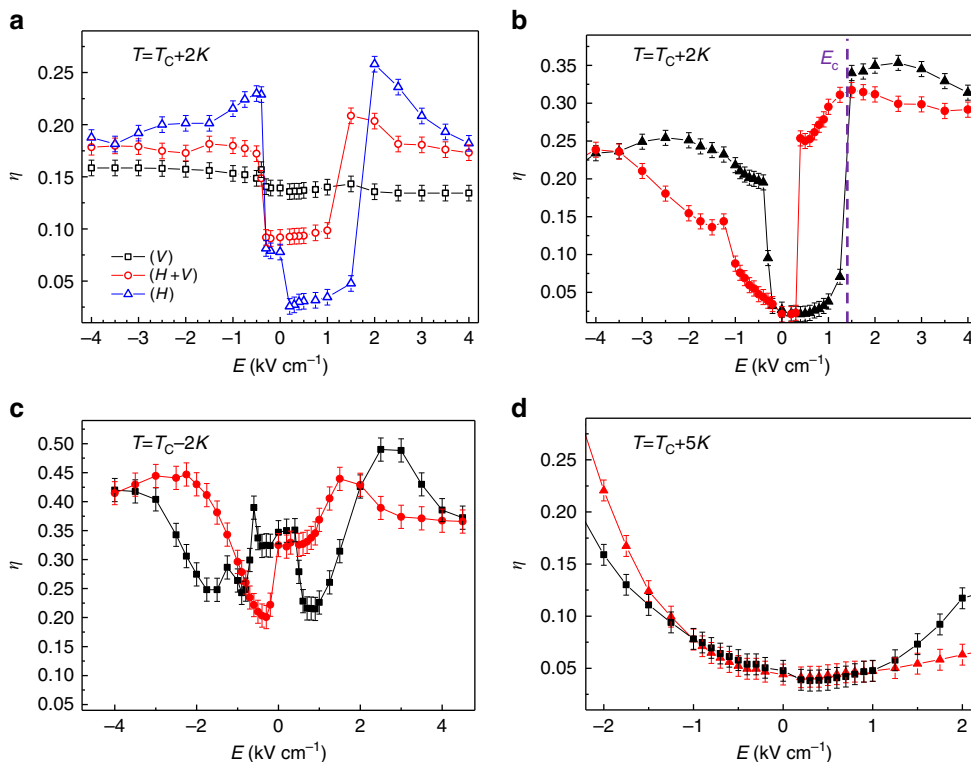 a
T=T_C+2K
0.25
0.20
0.15
0.10
0.05
η
(V)
(H+V)
(H)
−4 −3 −2 −1 0 1 2 3 4
E (kV cm⁻¹)
b
T=T_C+2K
E_c
0.35
0.30
0.25
0.20
0.15
0.10
0.05
η
−4 −3 −2 −1 0 1 2 3 4
E (kV cm⁻¹)
c
T=T_C−2K
0.50
0.45
0.40
0.35
0.30
0.25
0.20
0.15
0.10
0.05
η
−4 −2 0 2 4
E (kV cm⁻¹)
d
T=T_C+5K
0.25
0.20
0.15
0.10
0.05
η
−2 −1 0 1 2
E (kV cm⁻¹)